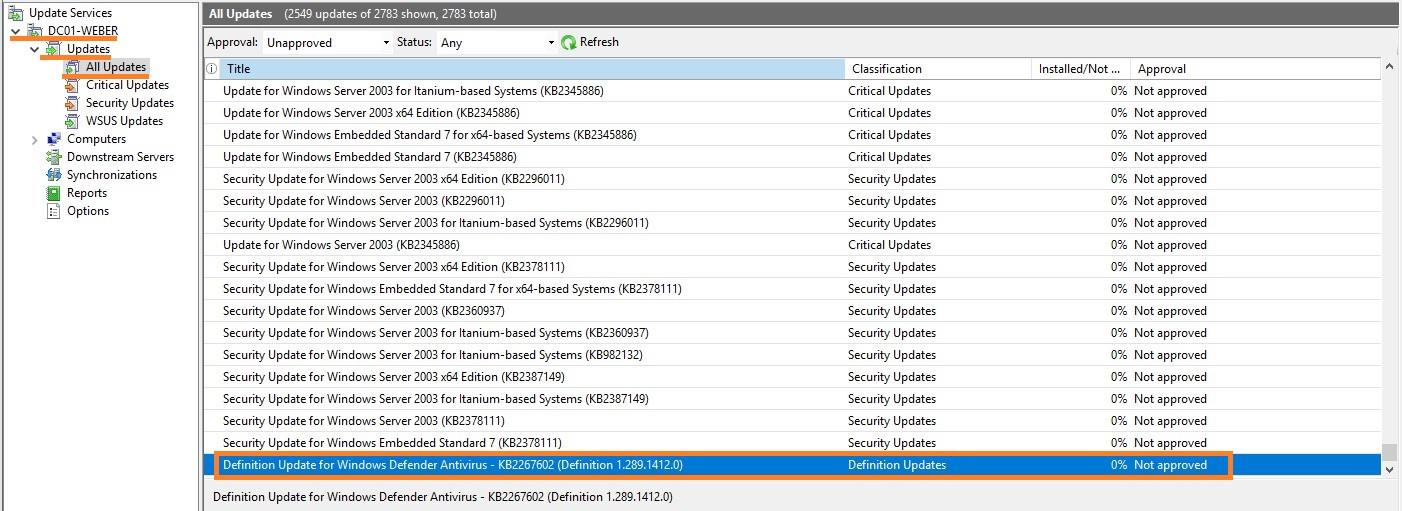 Update Services
DC01-WEBER
Updates
All Updates
Critical Updates
Security Updates
WSUS Updates
Computers
Downstream Servers
Synchronizations
Reports
Options
All Updates (2549 updates of 2783 shown, 2783 total)
Approval: Unapproved Status: Any Refresh
Title Classification Installed/Not ... Approval
Update for Windows Server 2003 for Itanium-based Systems (KB2345886) Critical Updates 0% Not approved
Update for Windows Server 2003 x64 Edition (KB2345886) Critical Updates 0% Not approved
Update for Windows Embedded Standard 7 for x64-based Systems (KB2345886) Critical Updates 0% Not approved
Update for Windows Embedded Standard 7 (KB2345886) Critical Updates 0% Not approved
Security Update for Windows Server 2003 x64 Edition (KB2296011) Security Updates 0% Not approved
Security Update for Windows Server 2003 (KB2296011) Security Updates 0% Not approved
Security Update for Windows Server 2003 for Itanium-based Systems (KB2296011) Security Updates 0% Not approved
Update for Windows Server 2003 (KB2345886) Critical Updates 0% Not approved
Security Update for Windows Server 2003 x64 Edition (KB2378111) Security Updates 0% Not approved
Security Update for Windows Embedded Standard 7 for x64-based Systems (KB2378111) Security Updates 0% Not approved
Security Update for Windows Server 2003 (KB2360937) Security Updates 0% Not approved
Security Update for Windows Server 2003 for Itanium-based Systems (KB2360937) Security Updates 0% Not approved
Security Update for Windows Server 2003 for Itanium-based Systems (KB982132) Security Updates 0% Not approved
Security Update for Windows Server 2003 x64 Edition (KB2387149) Security Updates 0% Not approved
Security Update for Windows Server 2003 for Itanium-based Systems (KB2387149) Security Updates 0% Not approved
Security Update for Windows Server 2003 (KB2378111) Security Updates 0% Not approved
Security Update for Windows Embedded Standard 7 (KB2378111) Security Updates 0% Not approved
Definition Update for Windows Defender Antivirus - KB2267602 (Definition 1.289.1412.0) Definition Updates 0% Not approved
Definition Update for Windows Defender Antivirus - KB2267602 (Definition 1.289.1412.0)